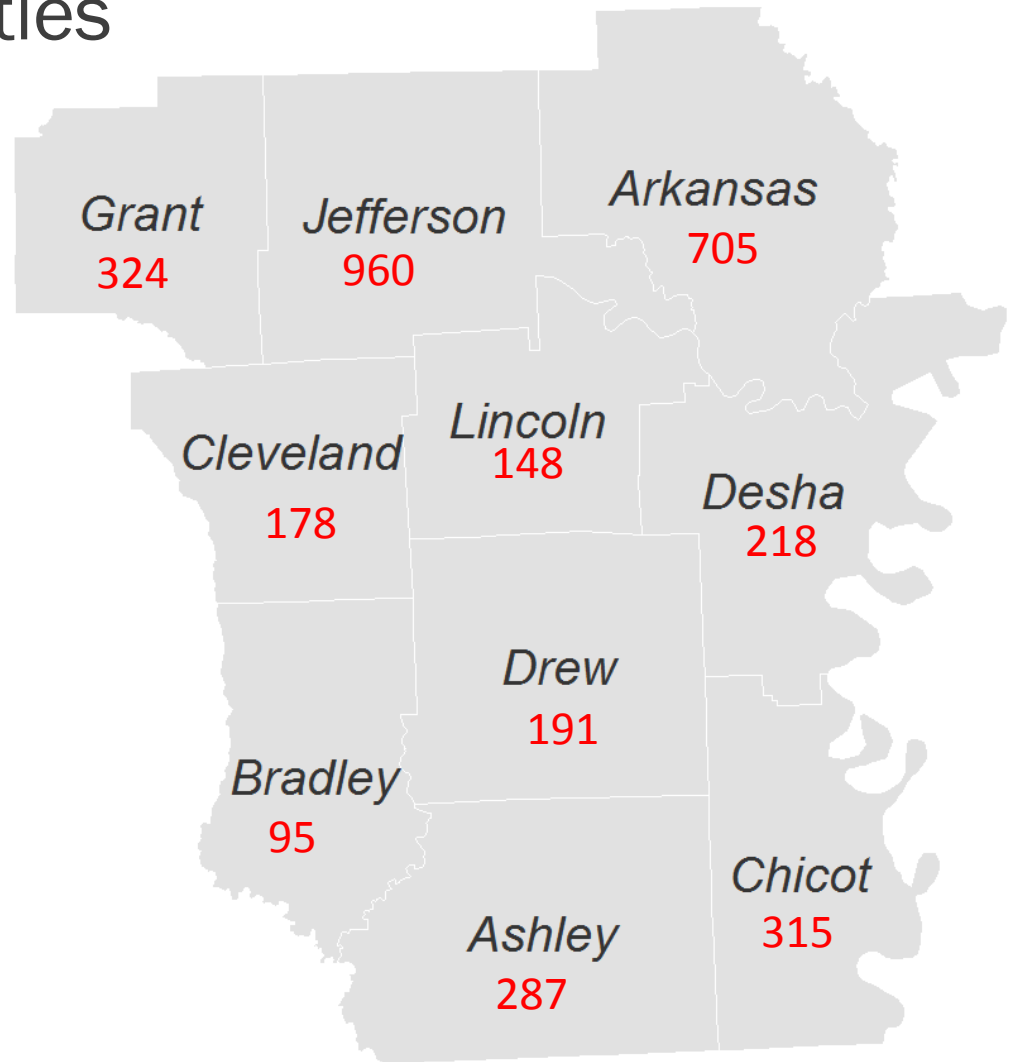 Grant
324
Jefferson
960
Arkansas
705
Cleveland
178
Lincoln
148
Desha
218
Drew
191
Bradley
95
Chicot
315
Ashley
287